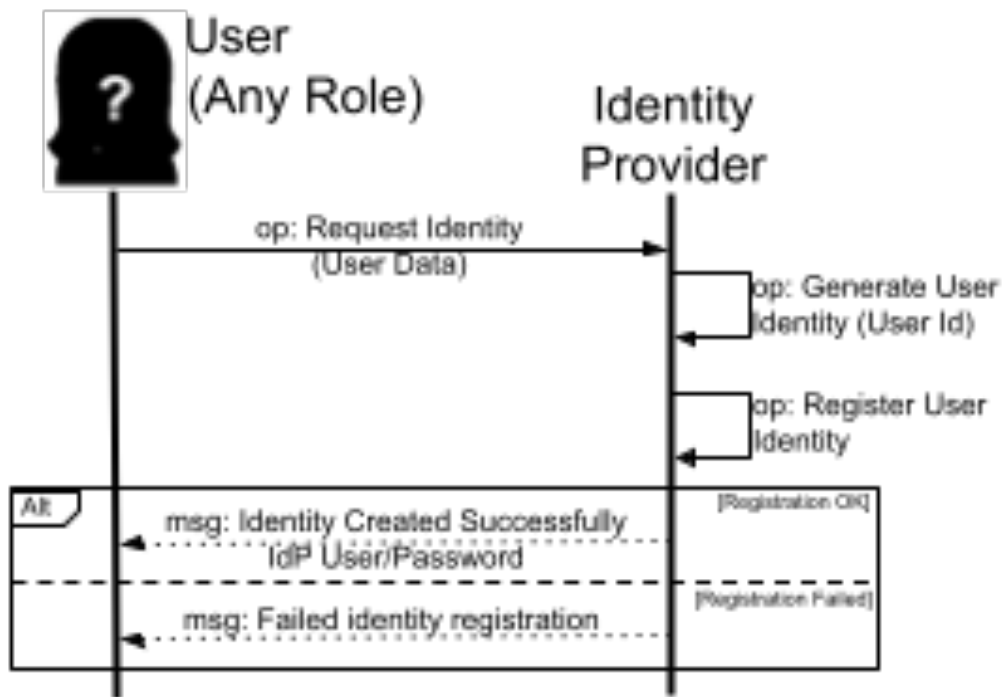 User
(Any Role)
?
Identity
Provider
op: Request Identity
(User Data)
op: Generate User
Identity (User Id)
op: Register User
Identity
Alt
[Registration OK]
msg: Identity Created Successfully
IdP User/Password
[Registration Failed]
msg: Failed identity registration